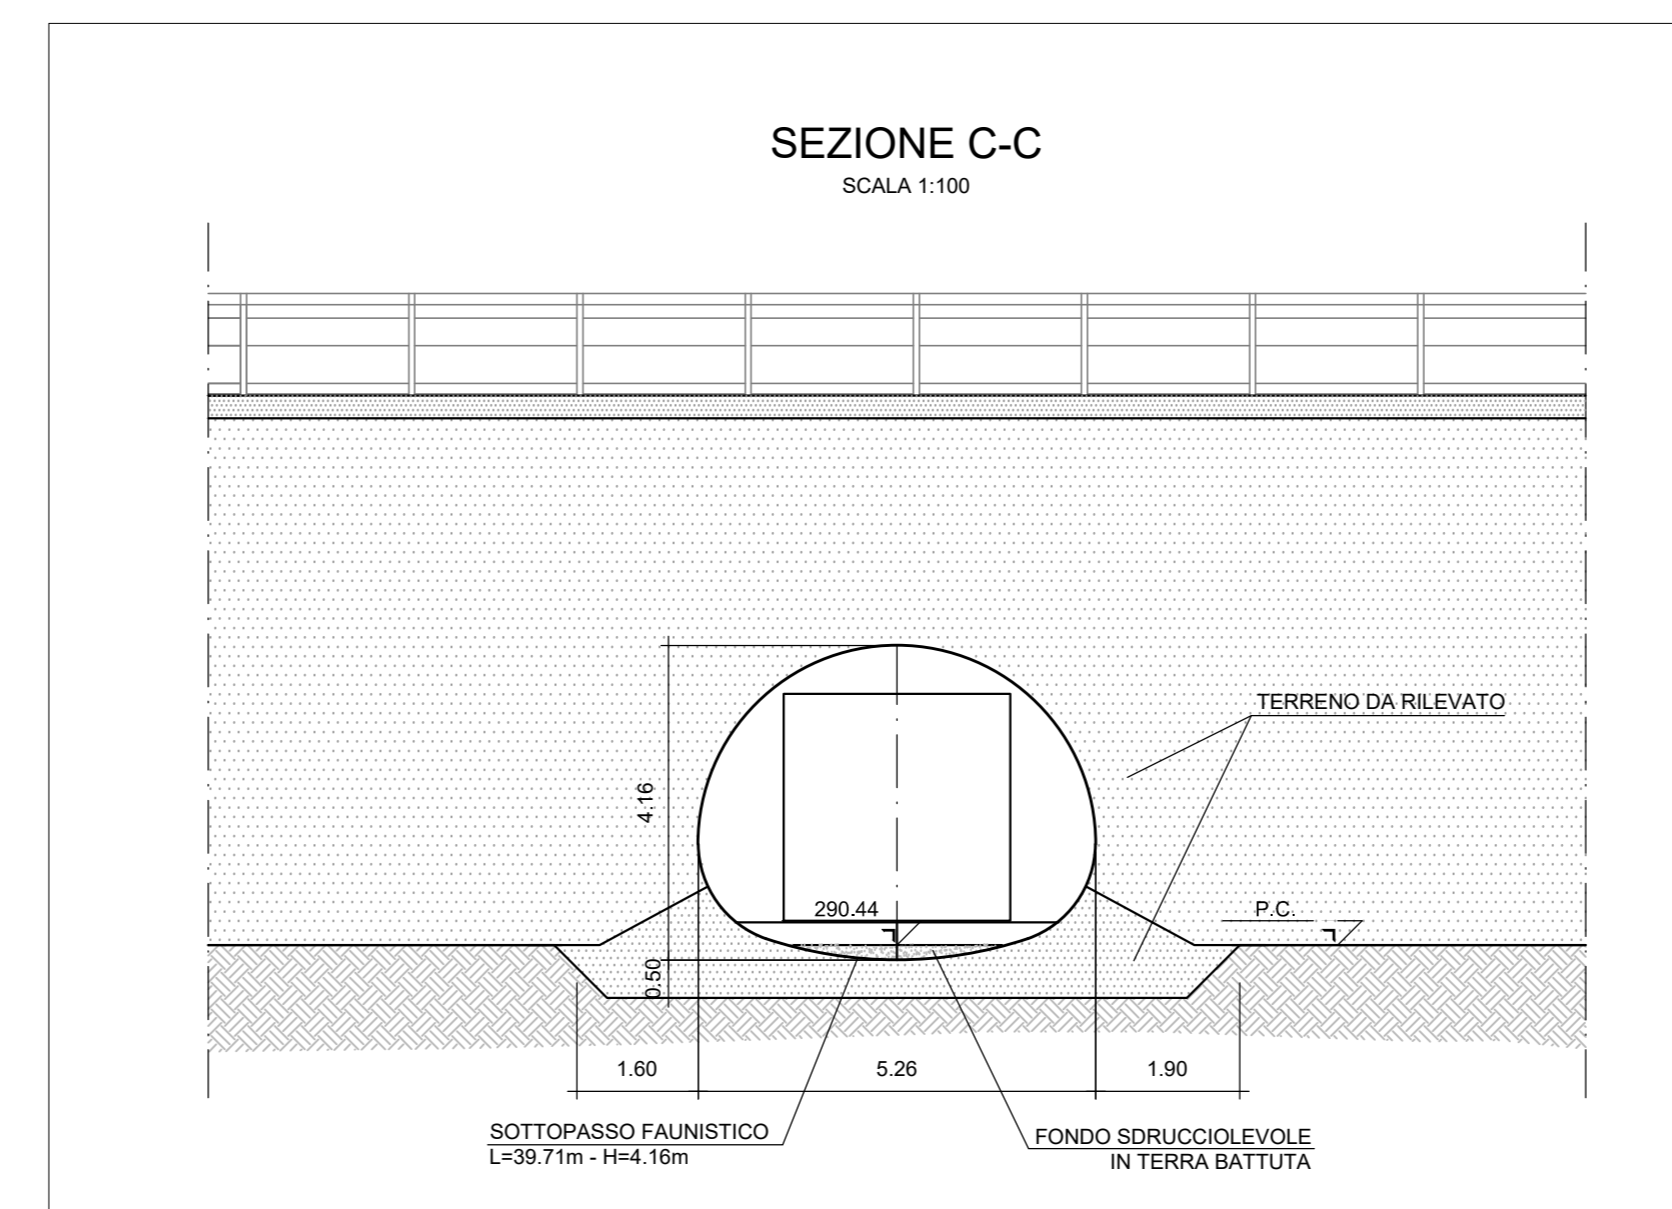 SEZIONE C-C
SCALA 1:100
TERRENO DA RILEVATO
4.16
290.44
P.C.
0.50
1.60
5.26
1.90
SOTTOPASSO FAUNISTICO
L=39.71m - H=4.16m
FONDO SDRUCCIOLEVOLE
IN TERRA BATTUTA